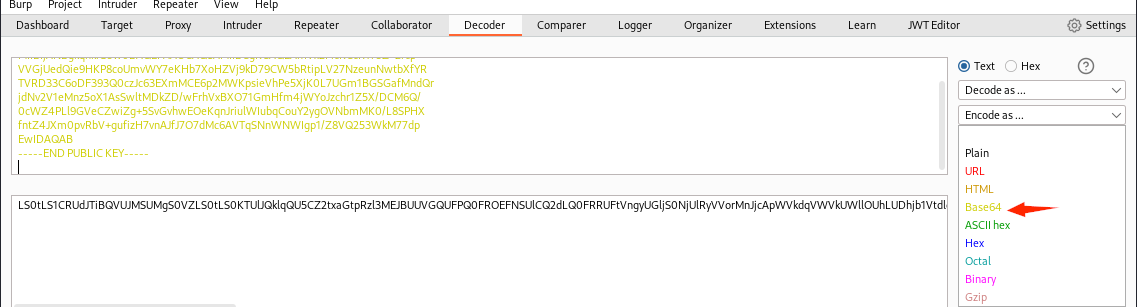 Burp Project Intruder Repeater View Help
Dashboard Target Proxy Intruder Repeater Collaborator Decoder Comparer Logger Organizer Extensions Learn JWT Editor Settings
VVGjUedQie9HKP8coUmvWY7eKHb7XoHZVj9kD79CW5bRtipLV27NzeunNwtbXfYR
TVRD33C6oDF393Q0czJc63EXmMCE6p2MWKpsieVhPe5XjK0L7UGm1BGSGafMndQr
jdNv2V1eMnz5oX1AsSwltMDkZD/wFrhVxBXO71GmHfm4jWYoJzchr1Z5X/DCM6Q/
0cWZ4PLl9GVeCZwiZg+5SvGvhwEOeKqnJriulWIubqCouY2ygOVNbmMK0/L8SPHX
fntZ4JXm0pvRbV+gufizH7vnAJfJ7O7dMc6AVTqSNnWNWIgp1/Z8VQ253WkM77dp
EwIDAQAB
-----END PUBLIC KEY-----
Text Hex ?
Decode as ...
Encode as ...
Plain
URL
HTML
Base64
ASCII hex
Hex
Octal
Binary
Gzip